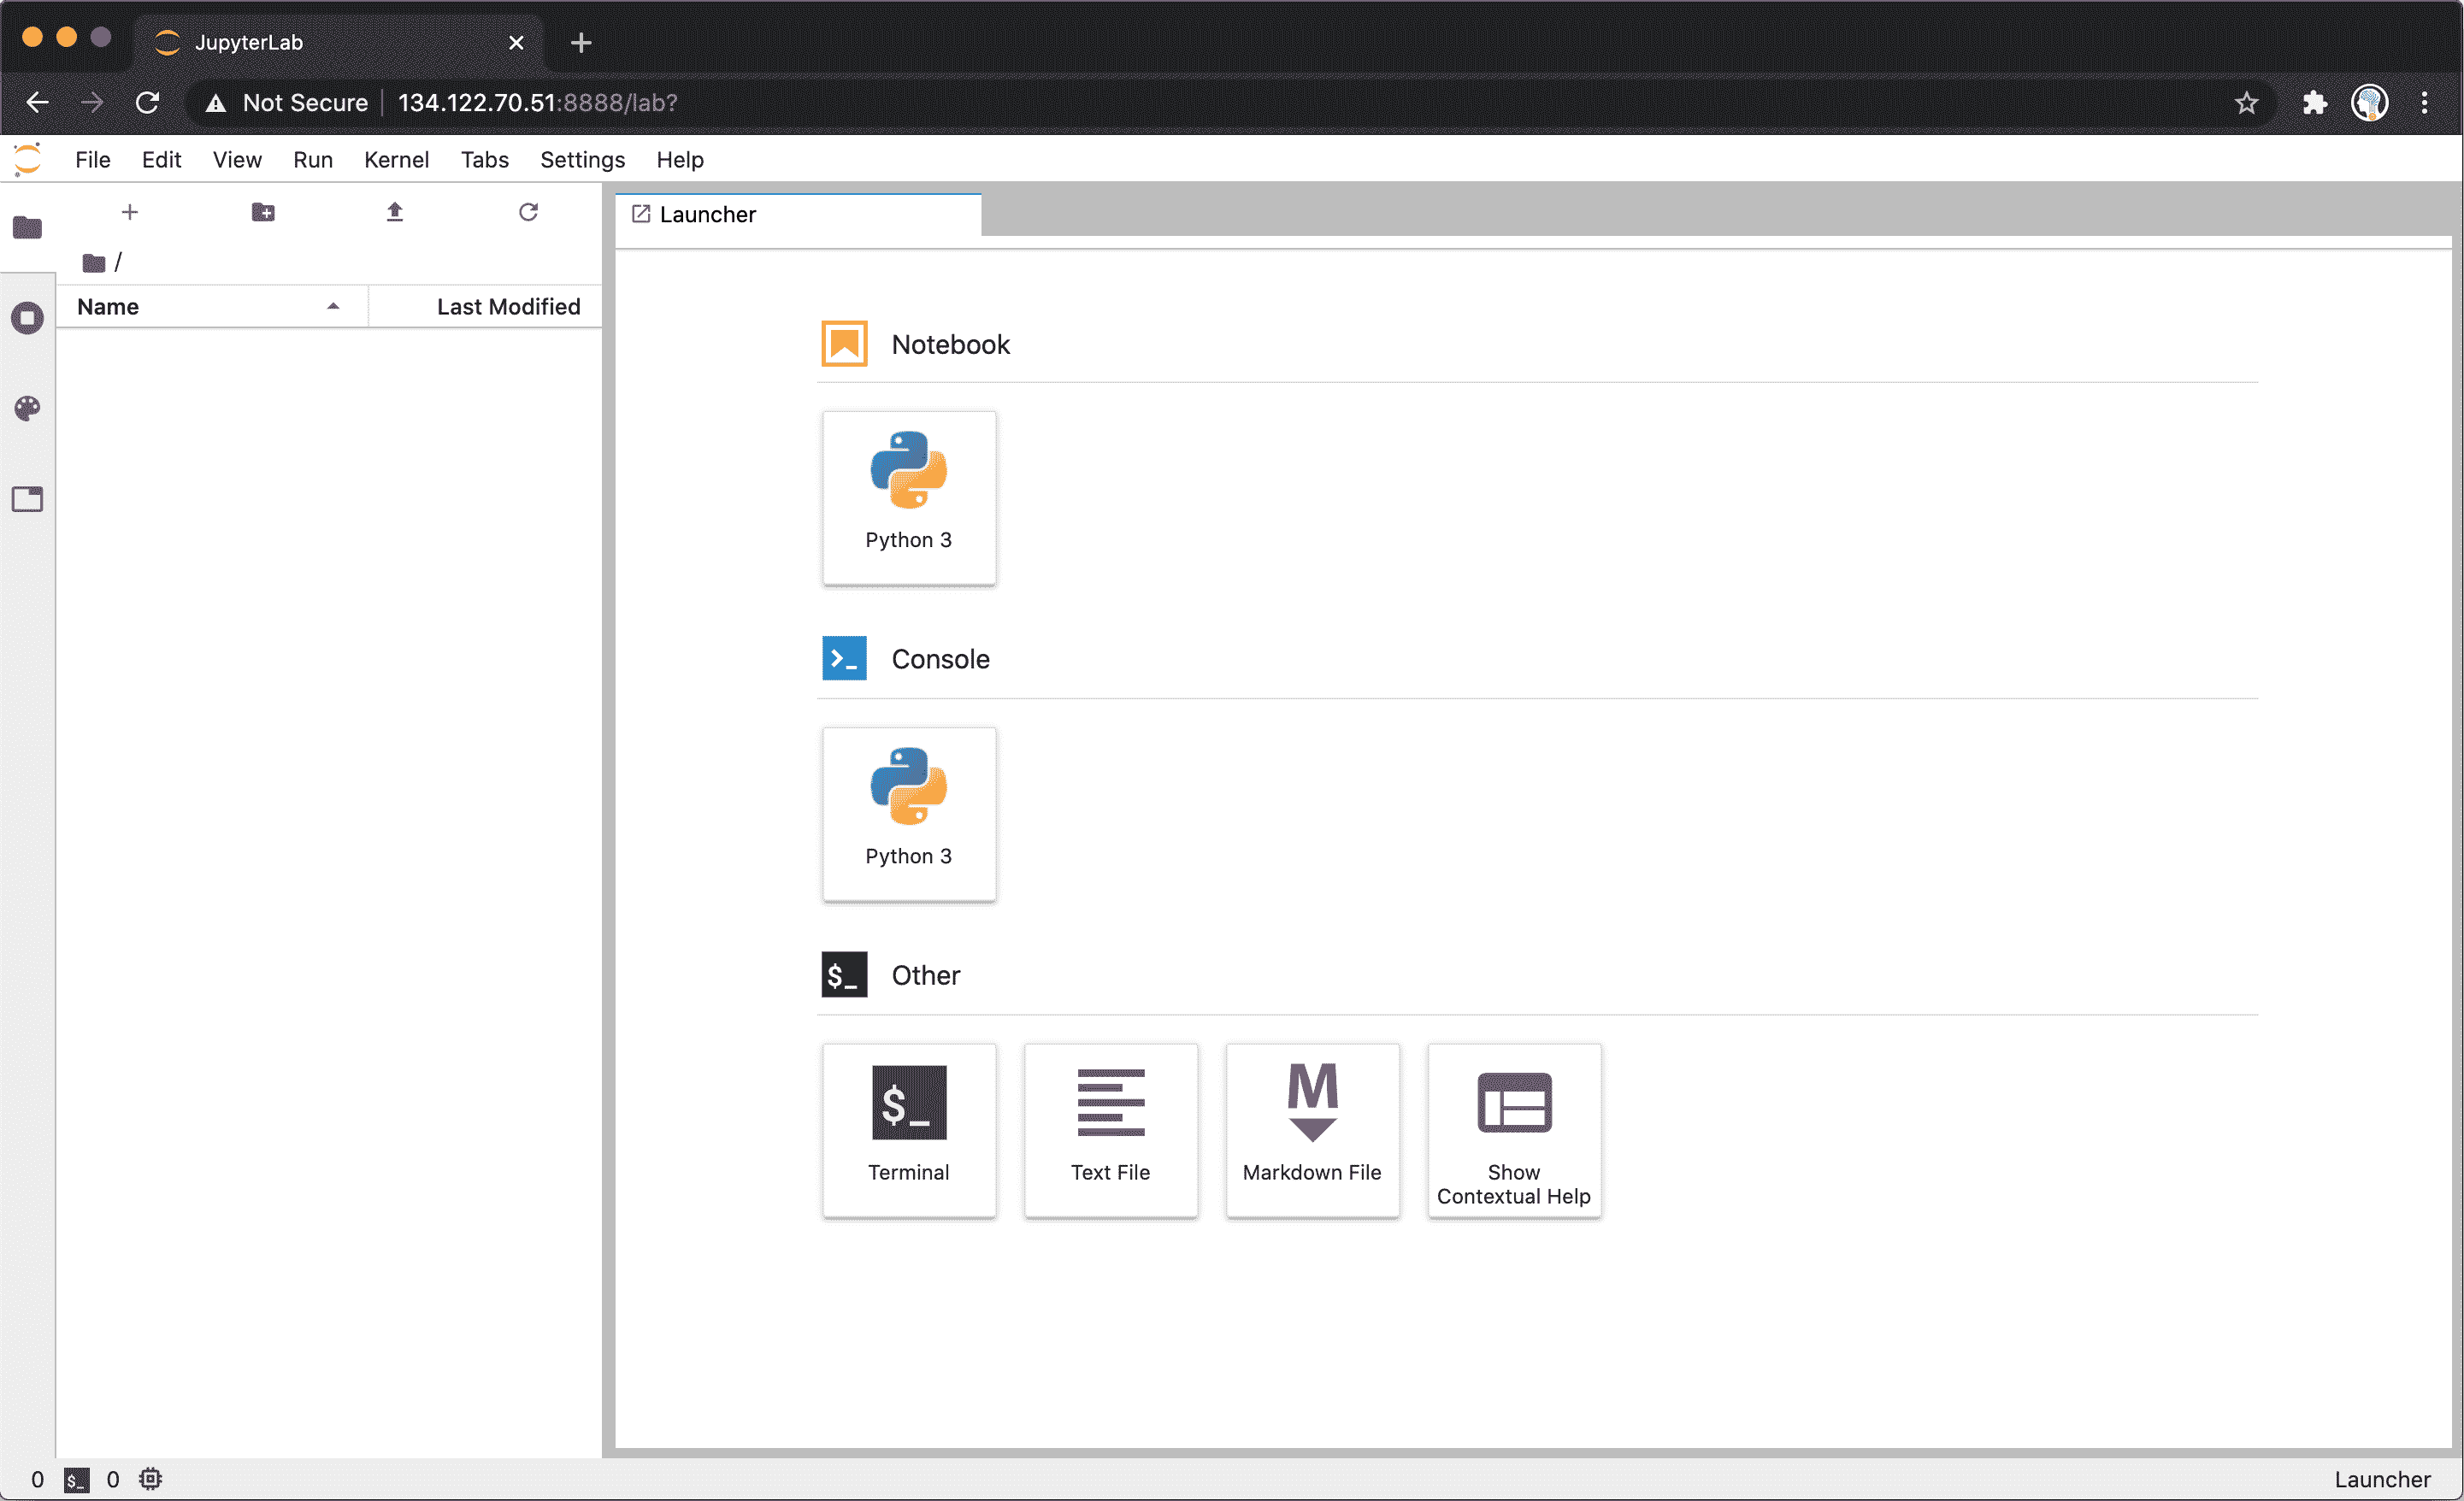 JupyterLab
Not Secure 134.122.70.51:8888/lab?
File Edit View Run Kernel Tabs Settings Help
Launcher
/
Name Last Modified
Notebook
Python 3
>_ Console
Python 3
$_ Other
$_ M
Terminal Text File Markdown File Show
Contextual Help
0 $_ 0 Launcher